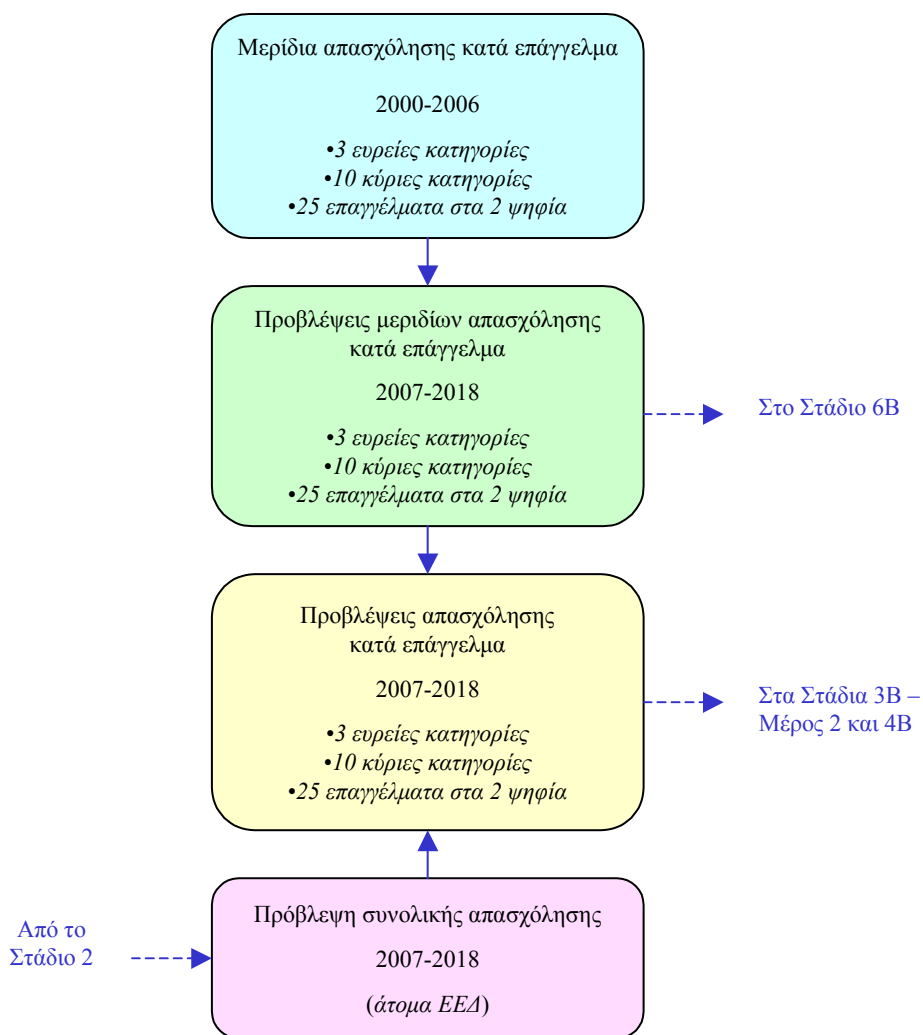 Μερίδια απασχόλησης κατά επάγγελμα
2000-2006
•3 ευρείες κατηγορίες
•10 κύριες κατηγορίες
•25 επαγγέλματα στα 2 ψηφία
Προβλέψεις μεριδίων απασχόλησης
κατά επάγγελμα
2007-2018
•3 ευρείες κατηγορίες
•10 κύριες κατηγορίες
•25 επαγγέλματα στα 2 ψηφία
Στο Στάδιο 6Β
Προβλέψεις απασχόλησης
κατά επάγγελμα
2007-2018
•3 ευρείες κατηγορίες
•10 κύριες κατηγορίες
•25 επαγγέλματα στα 2 ψηφία
Στα Στάδια 3Β –
Μέρος 2 και 4Β
Από το
Στάδιο 2
Πρόβλεψη συνολικής απασχόλησης
2007-2018
(άτομα ΕΕΔ)